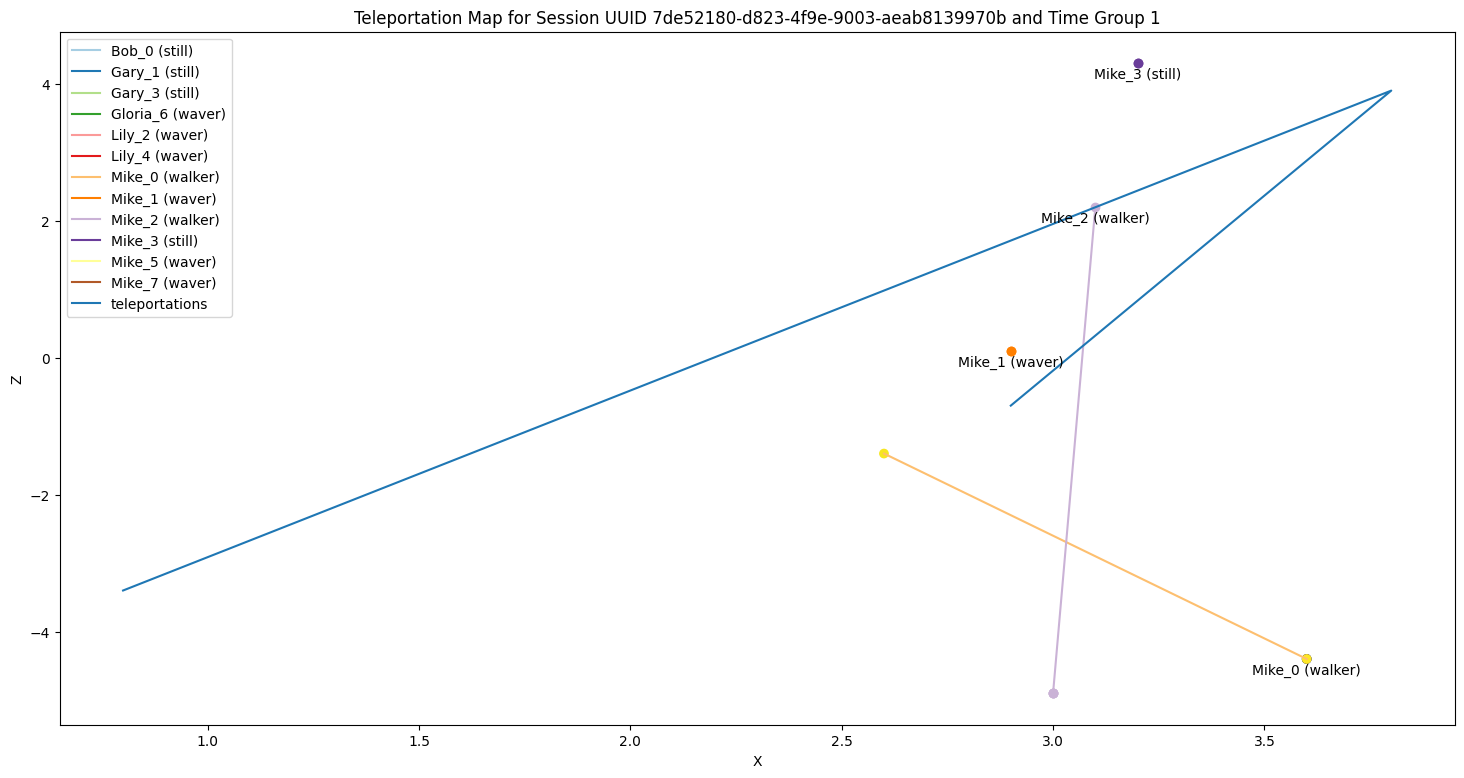 Teleportation Map for Session UUID 7de52180-d823-4f9e-9003-aeab8139970b and Time Group 1
Bob_0 (still)
Gary_1 (still)
Gary_3 (still)
Gloria_6 (waver)
Lily_2 (waver)
Lily_4 (waver)
Mike_0 (walker)
Mike_1 (waver)
Mike_2 (walker)
Mike_3 (still)
Mike_5 (waver)
Mike_7 (waver)
teleportations
Mike_3 (still)
Mike_2 (walker)
Mike_1 (waver)
Mike_0 (walker)
4
2
0
−2
−4
Z
1.0 1.5 2.0 2.5 3.0 3.5
X